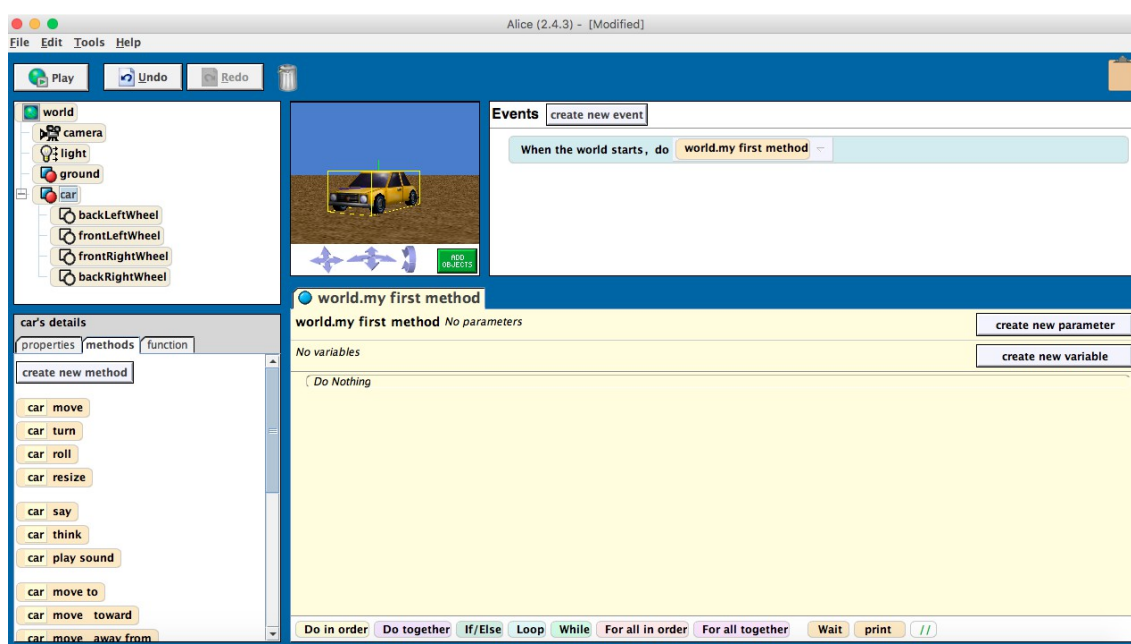 Alice (2.4.3) - [Modified]
File Edit Tools Help
Play Undo Redo
world
camera
light
ground
car
backLeftWheel
frontLeftWheel
frontRightWheel
backRightWheel
ADD
OBJECTS
Events create new event
When the world starts, do world.my first method
car's details
properties methods function
create new method
car move
car turn
car roll
car resize
car say
car think
car play sound
car move to
car move toward
car move away from
world.my first method
world.my first method No parameters
create new parameter
No variables
create new variable
Do Nothing
Do in order Do together If/Else Loop While For all in order For all together Wait print //